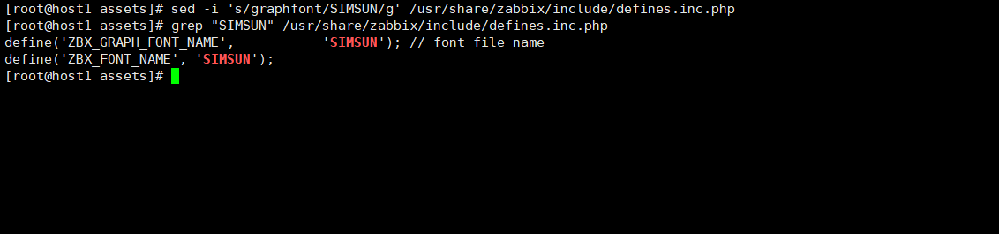 [root@host1 assets]# sed -i 's/graphfont/SIMSUN/g' /usr/share/zabbix/include/defines.inc.php
[root@host1 assets]# grep "SIMSUN" /usr/share/zabbix/include/defines.inc.php
define('ZBX_GRAPH_FONT_NAME',           'SIMSUN'); // font file name
define('ZBX_FONT_NAME', 'SIMSUN');
[root@host1 assets]#